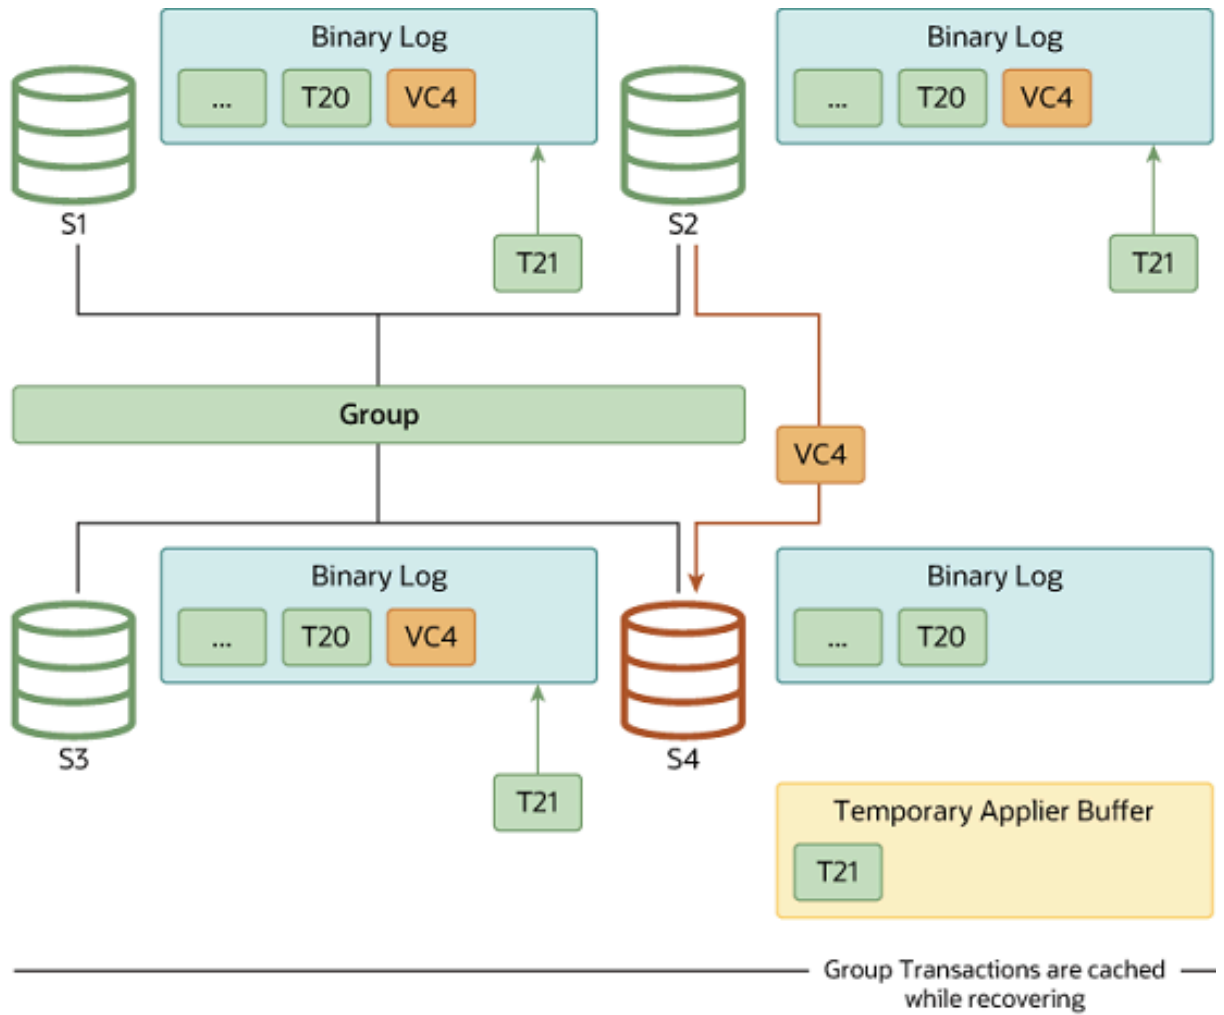 Binary Log
... T20 VC4
S1
T21
Binary Log
... T20 VC4
S2
T21
Group
VC4
Binary Log
... T20 VC4
S3
T21
Binary Log
... T20
S4
Temporary Applier Buffer
T21
Group Transactions are cached
while recovering